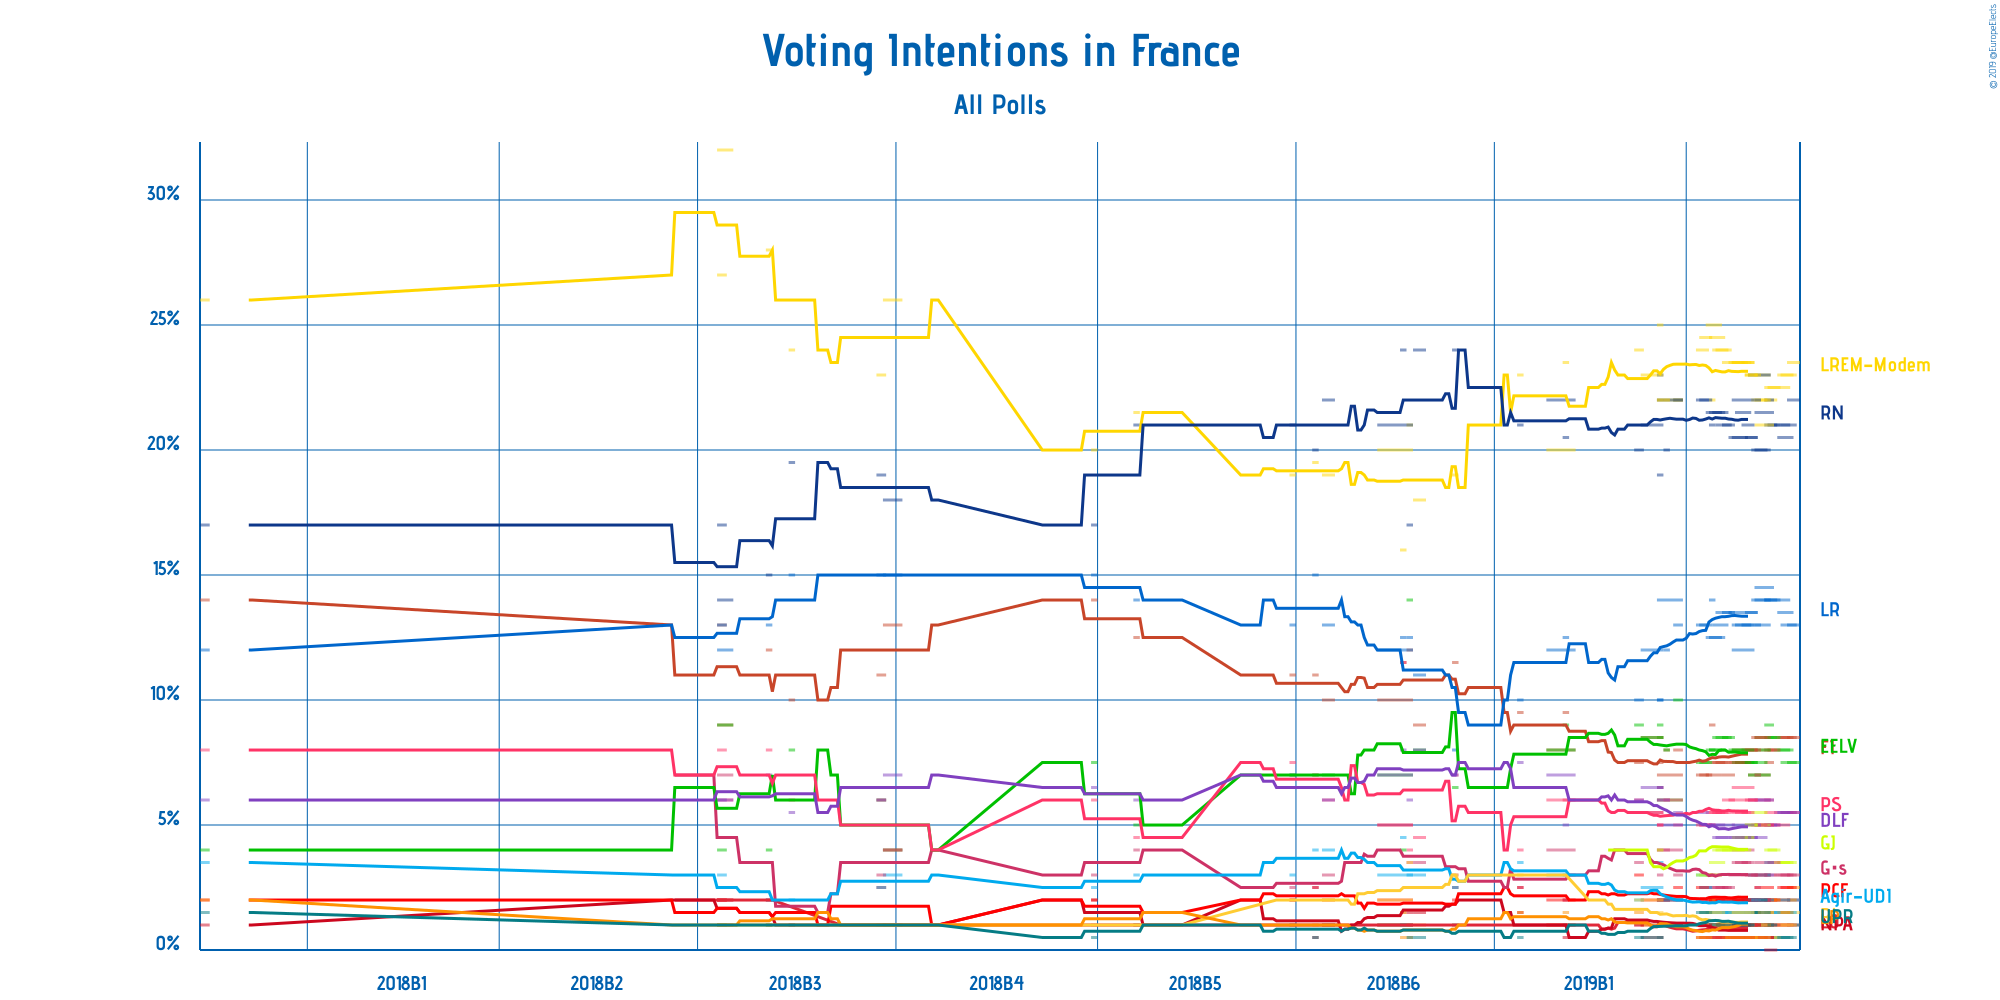 Voting Intentions in France
All Polls
© 2019 @EuropeElects
30%
25%
20%
15%
10%
5%
0%
LREM-Modem
RN
LR
EELV
PS
DLF
GJ
G·s
PCF
Agir-UDI
UPR
NPA
2018B1
2018B2
2018B3
2018B4
2018B5
2018B6
2019B1